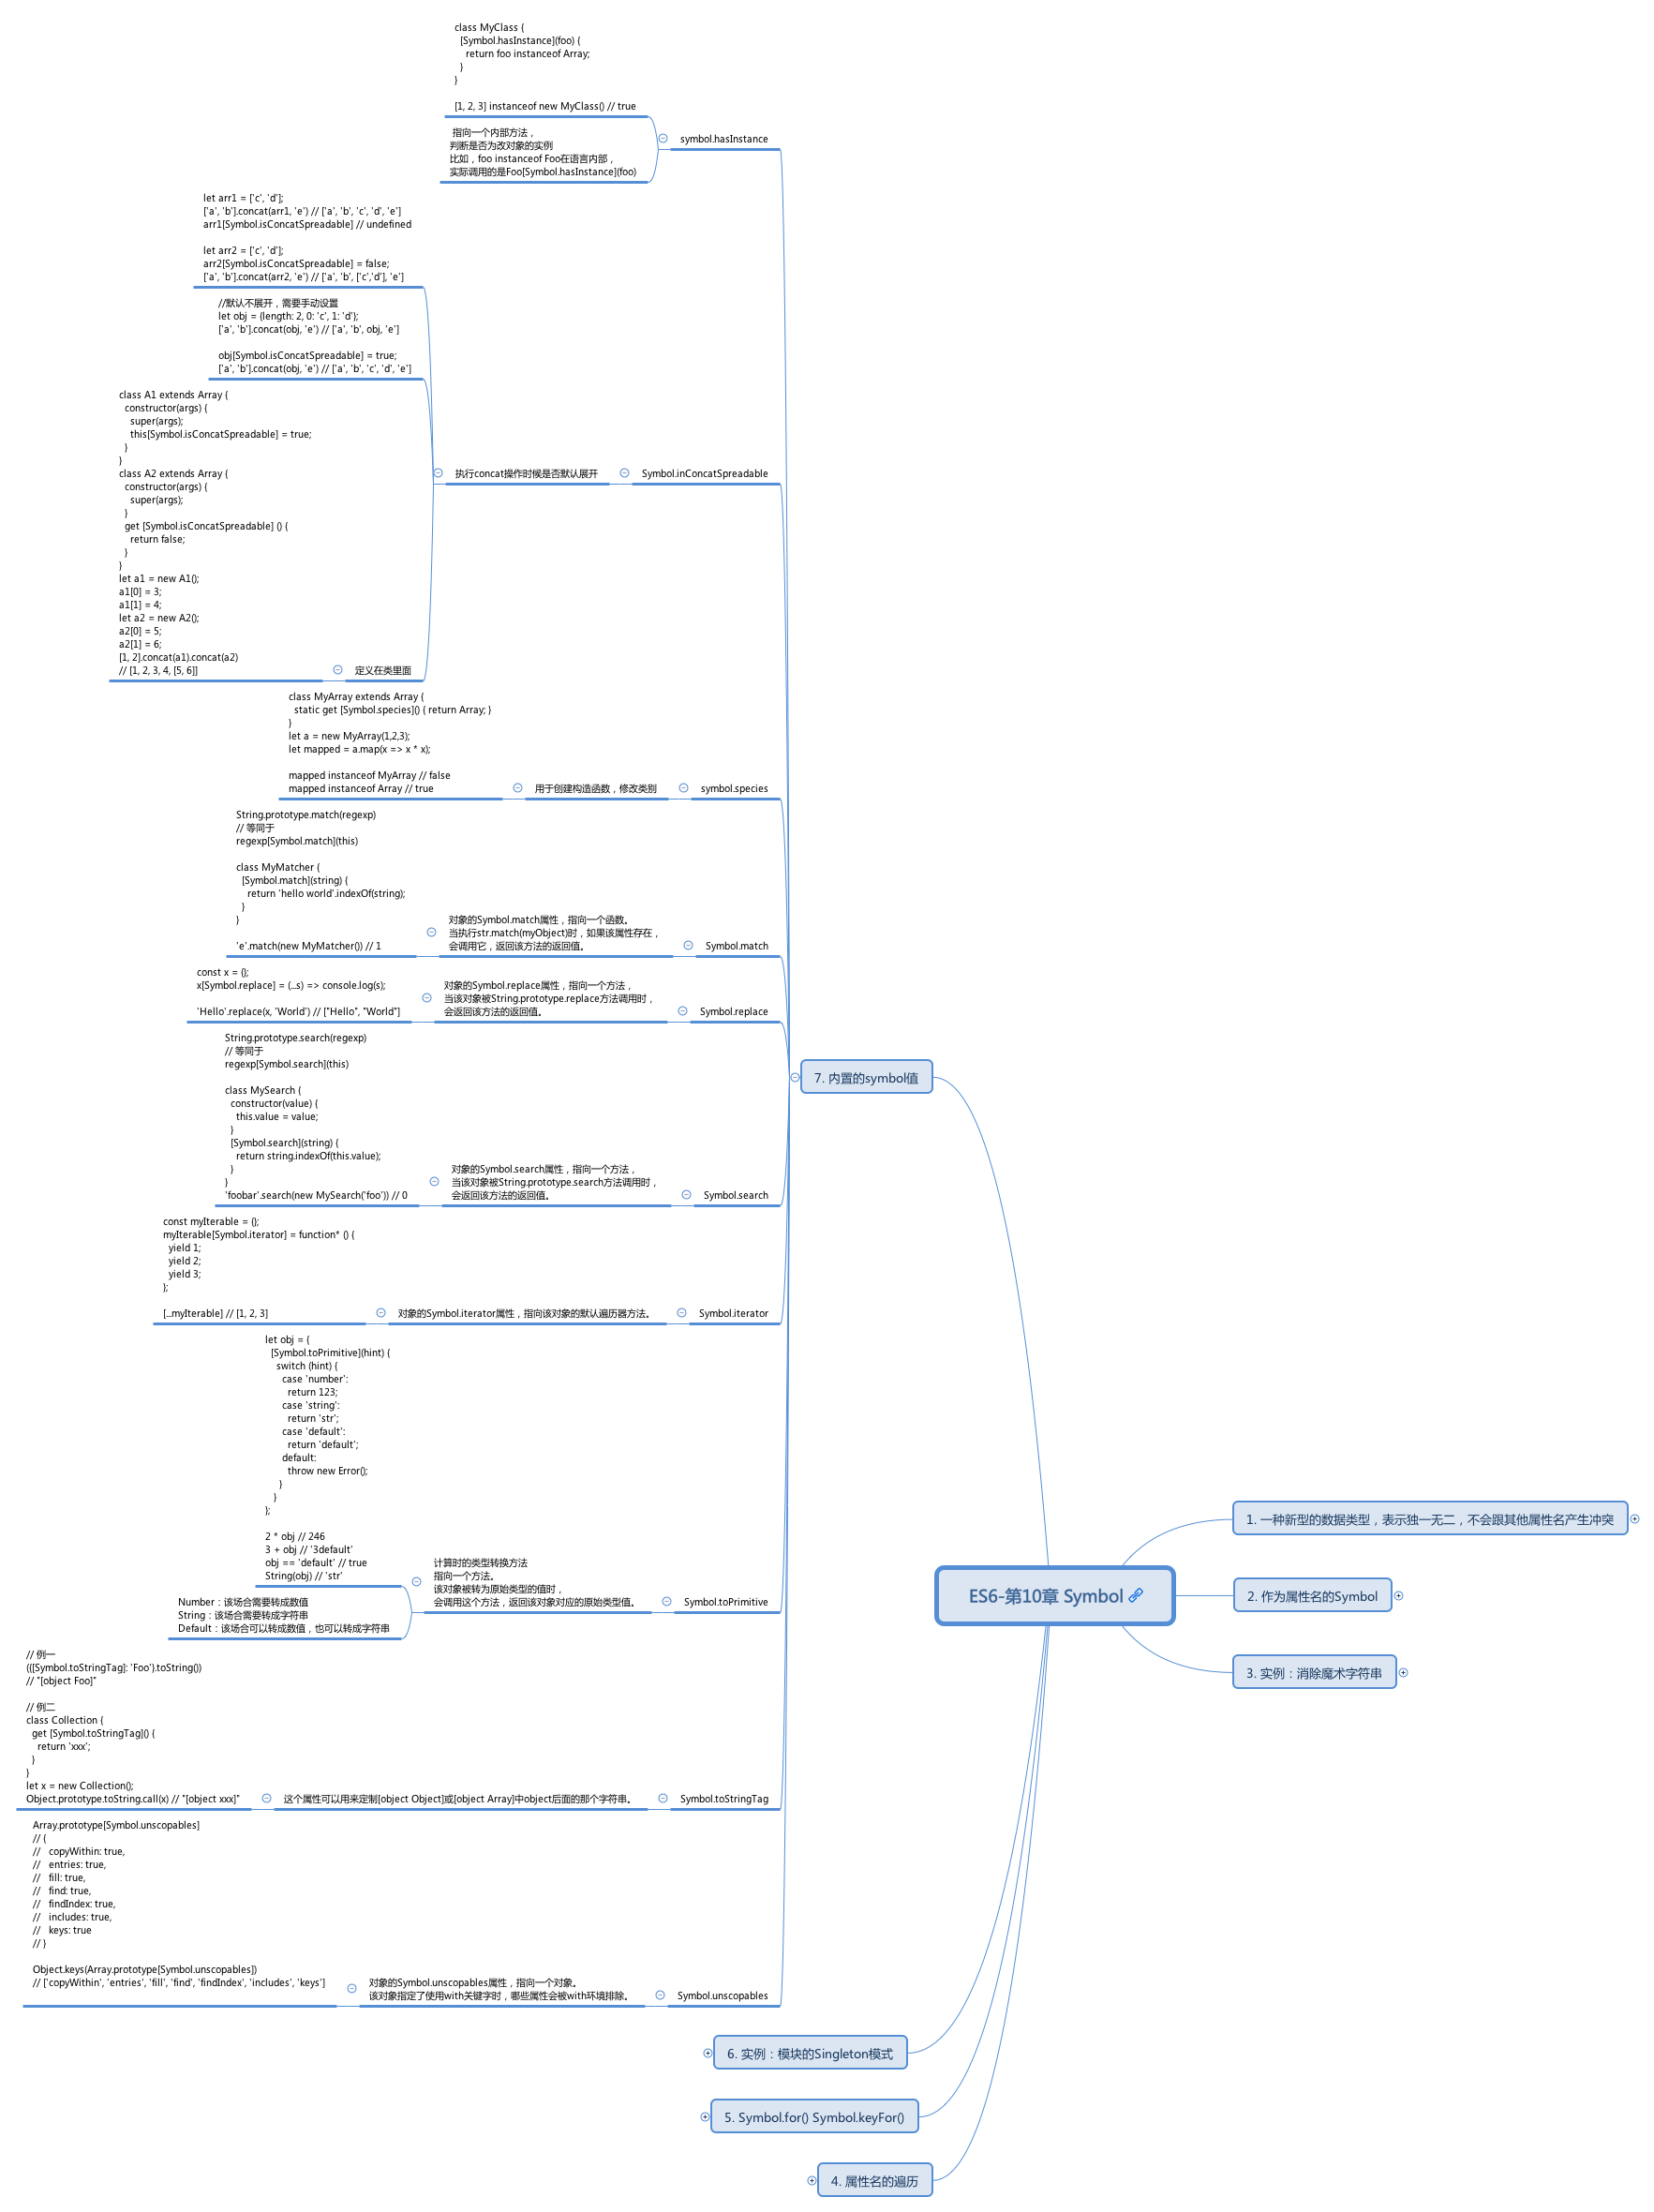 class MyClass {
[Symbol.hasInstance](foo) {
return foo instanceof Array;
}
}
[1, 2, 3] instanceof new MyClass() // true
指向一个内部方法，
判断是否为改对象的实例
比如，foo instanceof Foo在语言内部，
实际调用的是Foo[Symbol.hasInstance](foo)
symbol.hasInstance
let arr1 = ['c', 'd'];
['a', 'b'].concat(arr1, 'e') // ['a', 'b', 'c', 'd', 'e']
arr1[Symbol.isConcatSpreadable] // undefined
let arr2 = ['c', 'd'];
arr2[Symbol.isConcatSpreadable] = false;
['a', 'b'].concat(arr2, 'e') // ['a', 'b', ['c','d'], 'e']
//默认不展开，需要手动设置
let obj = {length: 2, 0: 'c', 1: 'd'};
['a', 'b'].concat(obj, 'e') // ['a', 'b', obj, 'e']
obj[Symbol.isConcatSpreadable] = true;
['a', 'b'].concat(obj, 'e') // ['a', 'b', 'c', 'd', 'e']
class A1 extends Array {
constructor(args) {
super(args);
this[Symbol.isConcatSpreadable] = true;
}
}
class A2 extends Array {
constructor(args) {
super(args);
}
get [Symbol.isConcatSpreadable] () {
return false;
}
}
let a1 = new A1();
a1[0] = 3;
a1[1] = 4;
let a2 = new A2();
a2[0] = 5;
a2[1] = 6;
[1, 2].concat(a1).concat(a2)
// [1, 2, 3, 4, [5, 6]]
定义在类里面
执行concat操作时候是否默认展开
Symbol.inConcatSpreadable
class MyArray extends Array {
static get [Symbol.species]() { return Array; }
}
let a = new MyArray(1,2,3);
let mapped = a.map(x => x * x);
mapped instanceof MyArray // false
mapped instanceof Array // true
用于创建构造函数，修改类别
symbol.species
String.prototype.match(regexp)
// 等同于
regexp[Symbol.match](this)
class MyMatcher {
[Symbol.match](string) {
return 'hello world'.indexOf(string);
}
}
'e'.match(new MyMatcher()) // 1
对象的Symbol.match属性，指向一个函数。
当执行str.match(myObject)时，如果该属性存在，
会调用它，返回该方法的返回值。
Symbol.match
const x = {};
x[Symbol.replace] = (...s) => console.log(s);
'Hello'.replace(x, 'World') // ["Hello", "World"]
对象的Symbol.replace属性，指向一个方法，
当该对象被String.prototype.replace方法调用时，
会返回该方法的返回值。
Symbol.replace
String.prototype.search(regexp)
// 等同于
regexp[Symbol.search](this)
class MySearch {
constructor(value) {
this.value = value;
}
[Symbol.search](string) {
return string.indexOf(this.value);
}
}
'foobar'.search(new MySearch('foo')) // 0
对象的Symbol.search属性，指向一个方法，
当该对象被String.prototype.search方法调用时，
会返回该方法的返回值。
Symbol.search
const myIterable = {};
myIterable[Symbol.iterator] = function* () {
yield 1;
yield 2;
yield 3;
};
[...myIterable] // [1, 2, 3]
对象的Symbol.iterator属性，指向该对象的默认遍历器方法。
Symbol.iterator
let obj = {
[Symbol.toPrimitive](hint) {
switch (hint) {
case 'number':
return 123;
case 'string':
return 'str';
case 'default':
return 'default';
default:
throw new Error();
}
}
};
2 * obj // 246
3 + obj // '3default'
obj == 'default' // true
String(obj) // 'str'
Number：该场合需要转成数值
String：该场合需要转成字符串
Default：该场合可以转成数值，也可以转成字符串
计算时的类型转换方法
指向一个方法。
该对象被转为原始类型的值时，
会调用这个方法，返回该对象对应的原始类型值。
Symbol.toPrimitive
// 例一
({[Symbol.toStringTag]: 'Foo'}.toString())
// "[object Foo]"
// 例二
class Collection {
get [Symbol.toStringTag]() {
return 'xxx';
}
}
let x = new Collection();
Object.prototype.toString.call(x) // "[object xxx]"
这个属性可以用来定制[object Object]或[object Array]中object后面的那个字符串。
Symbol.toStringTag
Array.prototype[Symbol.unscopables]
// {
//   copyWithin: true,
//   entries: true,
//   fill: true,
//   find: true,
//   findIndex: true,
//   includes: true,
//   keys: true
// }
Object.keys(Array.prototype[Symbol.unscopables])
// ['copyWithin', 'entries', 'fill', 'find', 'findIndex', 'includes', 'keys']
对象的Symbol.unscopables属性，指向一个对象。
该对象指定了使用with关键字时，哪些属性会被with环境排除。
Symbol.unscopables
7. 内置的symbol值
ES6-第10章 Symbol
1. 一种新型的数据类型，表示独一无二，不会跟其他属性名产生冲突
2. 作为属性名的Symbol
3. 实例：消除魔术字符串
6. 实例：模块的Singleton模式
5. Symbol.for() Symbol.keyFor()
4. 属性名的遍历